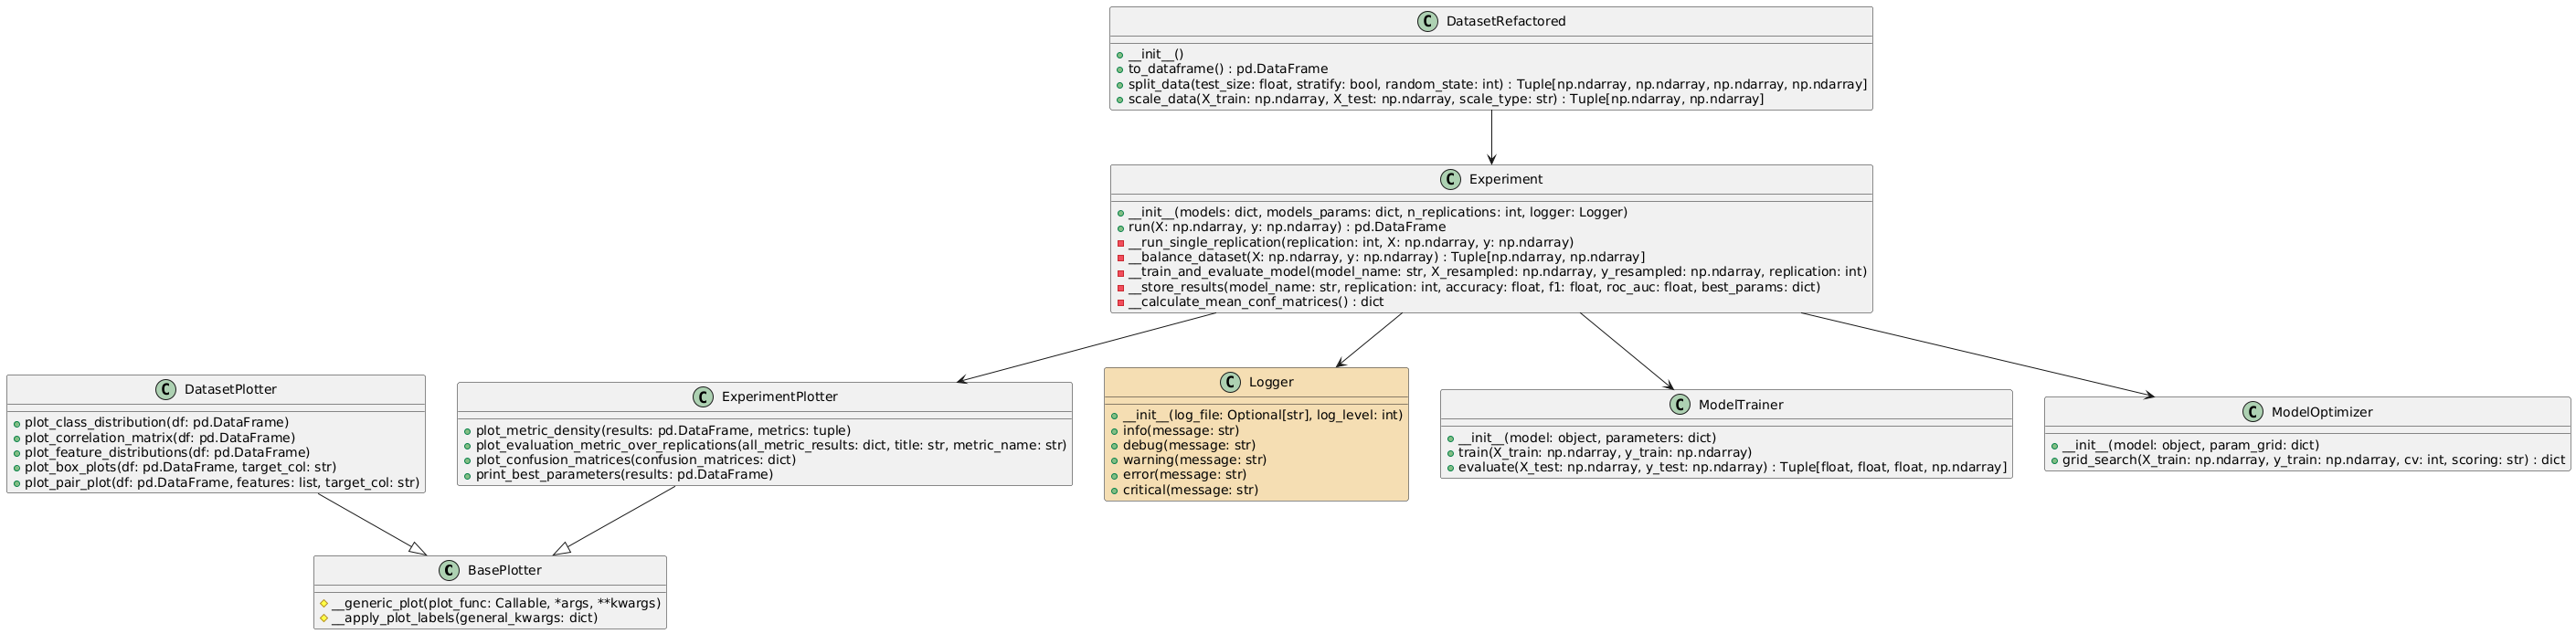 C DatasetRefactored
__init__()
to_dataframe() : pd.DataFrame
split_data(test_size: float, stratify: bool, random_state: int) : Tuple[np.ndarray, np.ndarray, np.ndarray, np.ndarray]
scale_data(X_train: np.ndarray, X_test: np.ndarray, scale_type: str) : Tuple[np.ndarray, np.ndarray]
C Experiment
__init__(models: dict, models_params: dict, n_replications: int, logger: Logger)
run(X: np.ndarray, y: np.ndarray) : pd.DataFrame
__run_single_replication(replication: int, X: np.ndarray, y: np.ndarray)
__balance_dataset(X: np.ndarray, y: np.ndarray) : Tuple[np.ndarray, np.ndarray]
__train_and_evaluate_model(model_name: str, X_resampled: np.ndarray, y_resampled: np.ndarray, replication: int)
__store_results(model_name: str, replication: int, accuracy: float, f1: float, roc_auc: float, best_params: dict)
__calculate_mean_conf_matrices() : dict
C DatasetPlotter
plot_class_distribution(df: pd.DataFrame)
plot_correlation_matrix(df: pd.DataFrame)
plot_feature_distributions(df: pd.DataFrame)
plot_box_plots(df: pd.DataFrame, target_col: str)
plot_pair_plot(df: pd.DataFrame, features: list, target_col: str)
C ExperimentPlotter
plot_metric_density(results: pd.DataFrame, metrics: tuple)
plot_evaluation_metric_over_replications(all_metric_results: dict, title: str, metric_name: str)
plot_confusion_matrices(confusion_matrices: dict)
print_best_parameters(results: pd.DataFrame)
C Logger
__init__(log_file: Optional[str], log_level: int)
info(message: str)
debug(message: str)
warning(message: str)
error(message: str)
critical(message: str)
C ModelTrainer
__init__(model: object, parameters: dict)
train(X_train: np.ndarray, y_train: np.ndarray)
evaluate(X_test: np.ndarray, y_test: np.ndarray) : Tuple[float, float, float, np.ndarray]
C ModelOptimizer
__init__(model: object, param_grid: dict)
grid_search(X_train: np.ndarray, y_train: np.ndarray, cv: int, scoring: str) : dict
C BasePlotter
__generic_plot(plot_func: Callable, *args, **kwargs)
__apply_plot_labels(general_kwargs: dict)